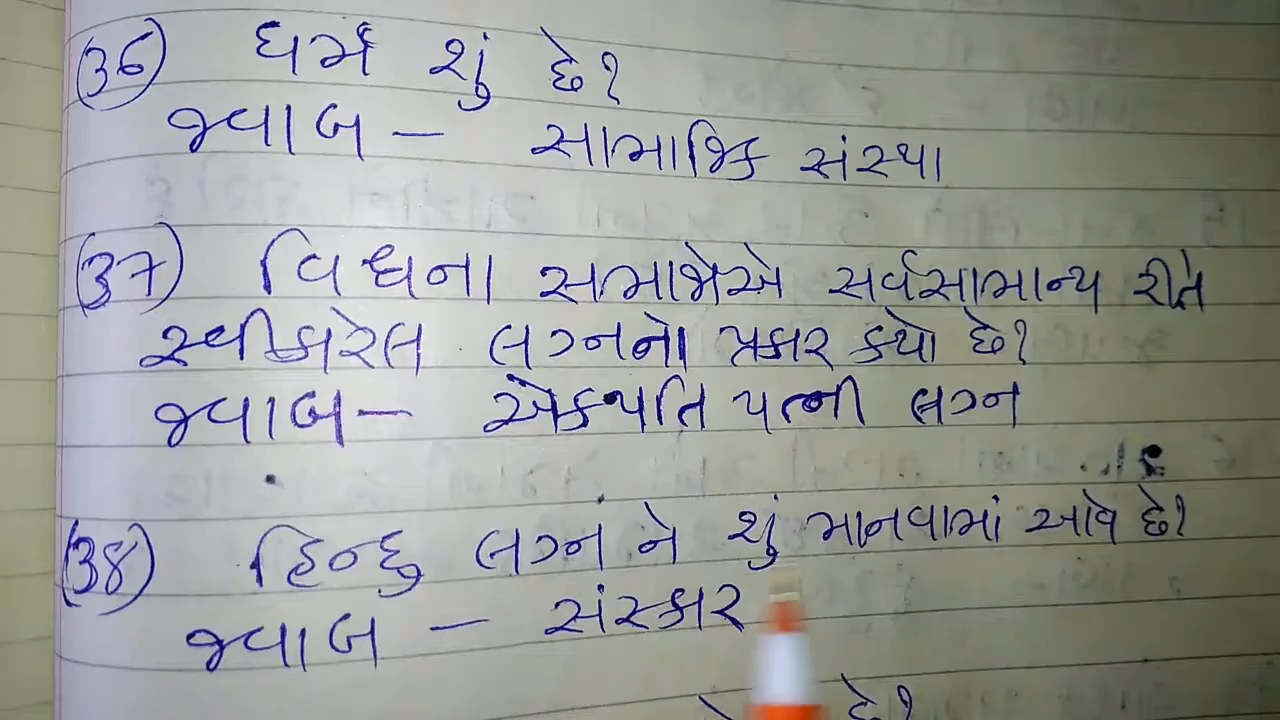 (36) ધર્મ શું છે?
જવાબ – સામાજિક સંસ્થા
(37) વિશ્વના સમાજોએ સર્વસામાન્ય રીતે
સ્વીકારેલ લગ્નનો પ્રકાર કયો છે?
જવાબ – એકપતિ પત્ની લગ્ન
(38) હિન્દુ લગ્નં ને શું માનવામાં આવે છે?
જવાબ – સંસ્કાર
છે?